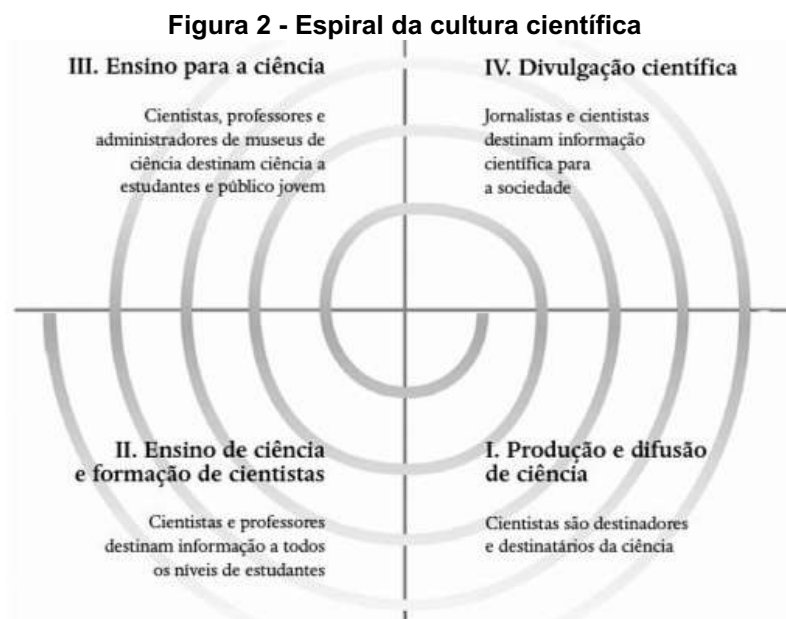 Figura 2 - Espiral da cultura científica
III. Ensino para a ciência
Cientistas, professores e
administradores de museus de
ciência destinam ciência a
estudantes e público jovem
IV. Divulgação científica
Jornalistas e cientistas
destinam informação
científica para
a sociedade
II. Ensino de ciência
e formação de cientistas
Cientistas e professores
destinam informação a todos
os níveis de estudantes
I. Produção e difusão
de ciência
Cientistas são destinadores
e destinatários da ciência